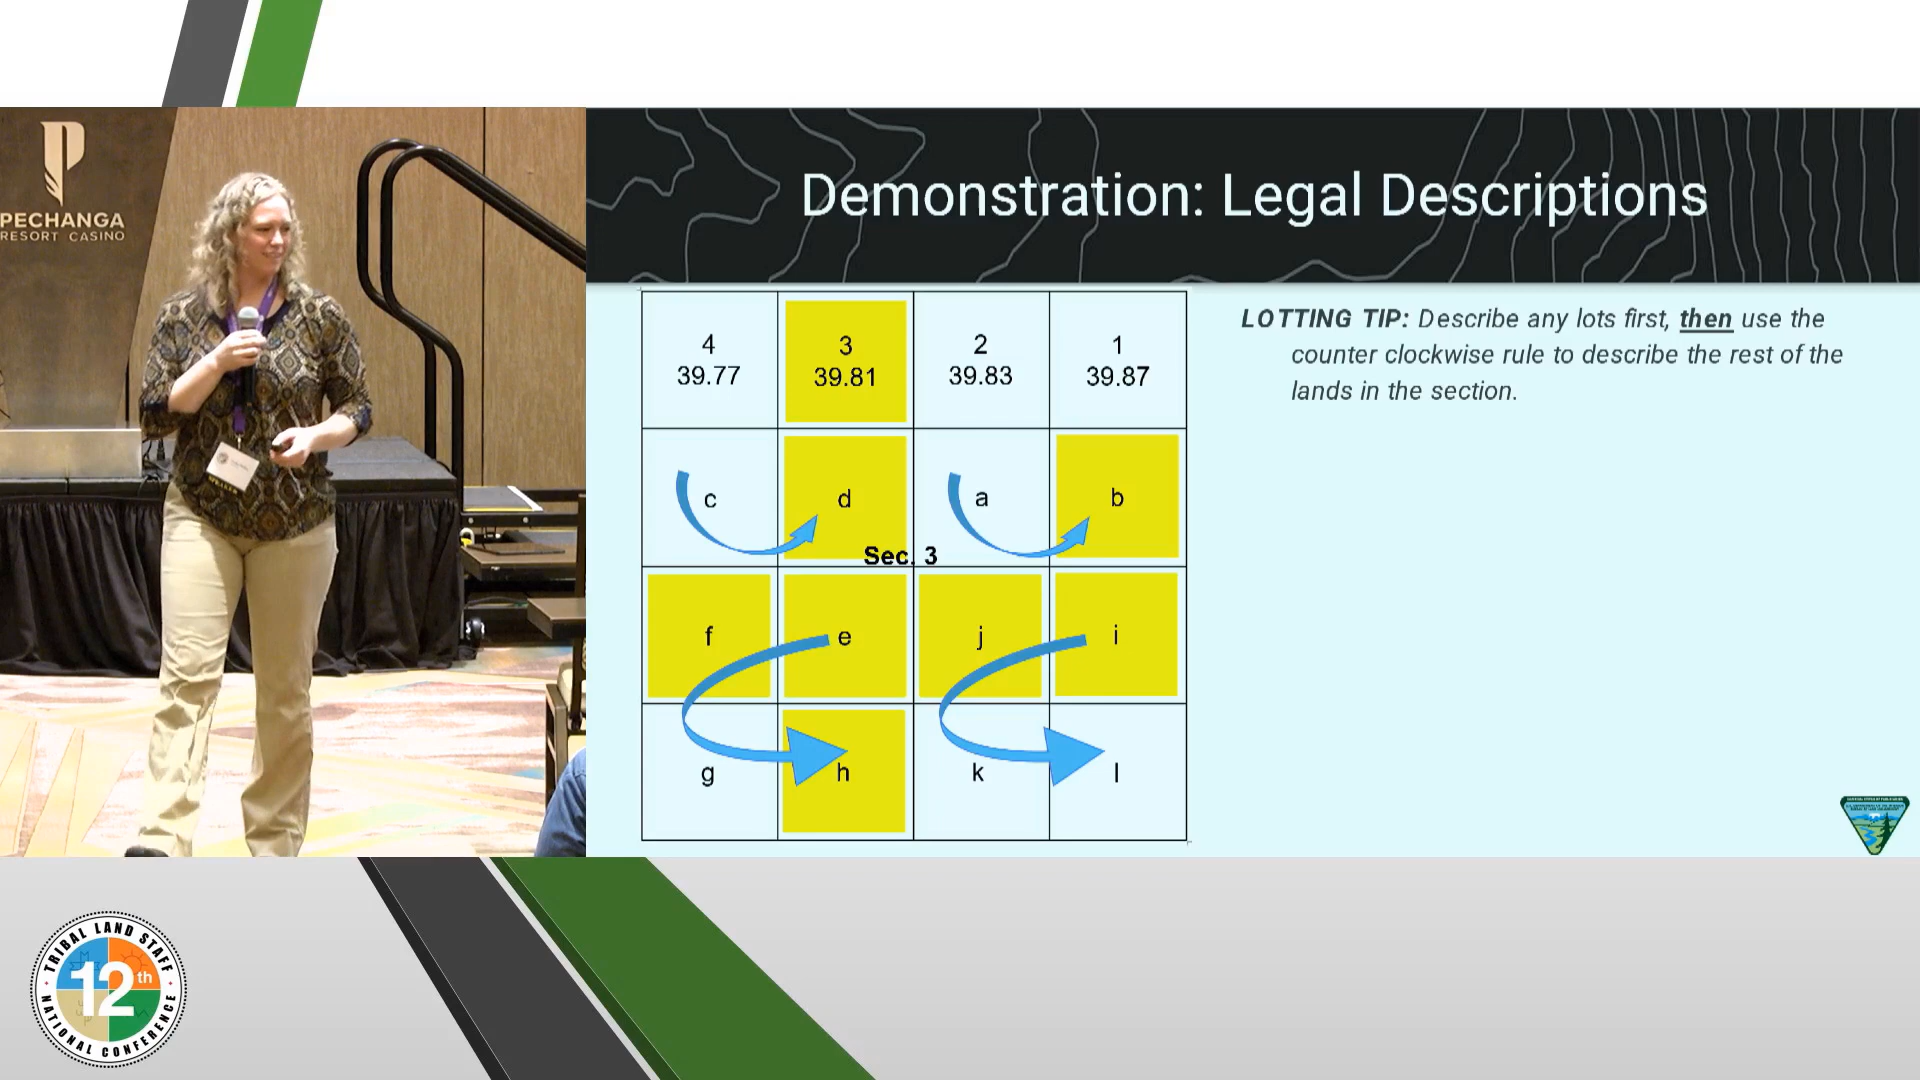 PECHANGA
RESORT CASINO
Demonstration: Legal Descriptions
LOTTING TIP: Describe any lots first, then use the
counter clockwise rule to describe the rest of the
lands in the section.
4
39.77
3
39.81
2
39.83
1
39.87
c
d
a
b
Sec. 3
f
e
j
i
g
h
k
l
TRIBAL LAND STAFF
12th
NATIONAL CONFERENCE